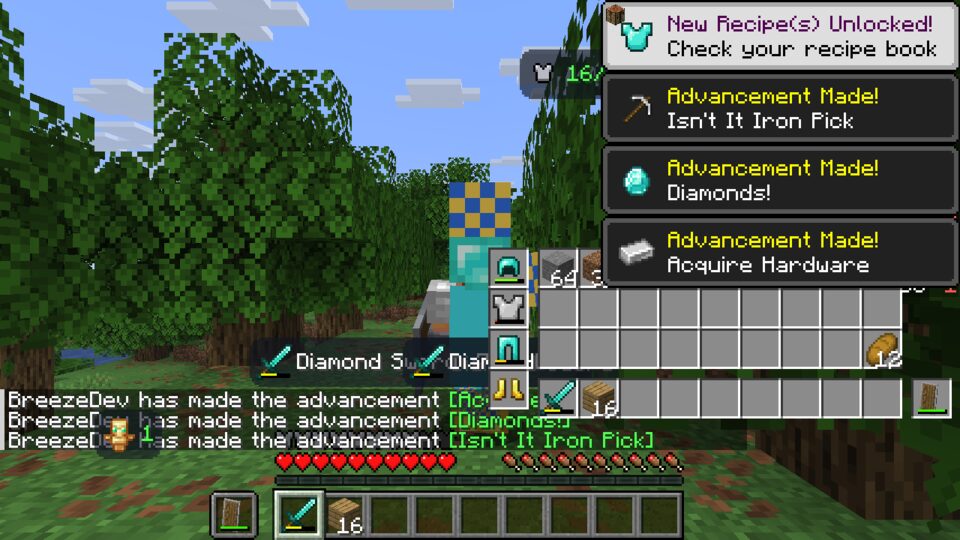 New Recipe(s) Unlocked!
Check your recipe book
16/
Advancement Made!
Isn't It Iron Pick
Advancement Made!
Diamonds!
Advancement Made!
Acquire Hardware
64
12
Diamond
BreezeDev has made the advancement
BreezeDev has made the advancement [Diamonds!]
has made the advancement [Isn't It Iron Pick]
16
1
16